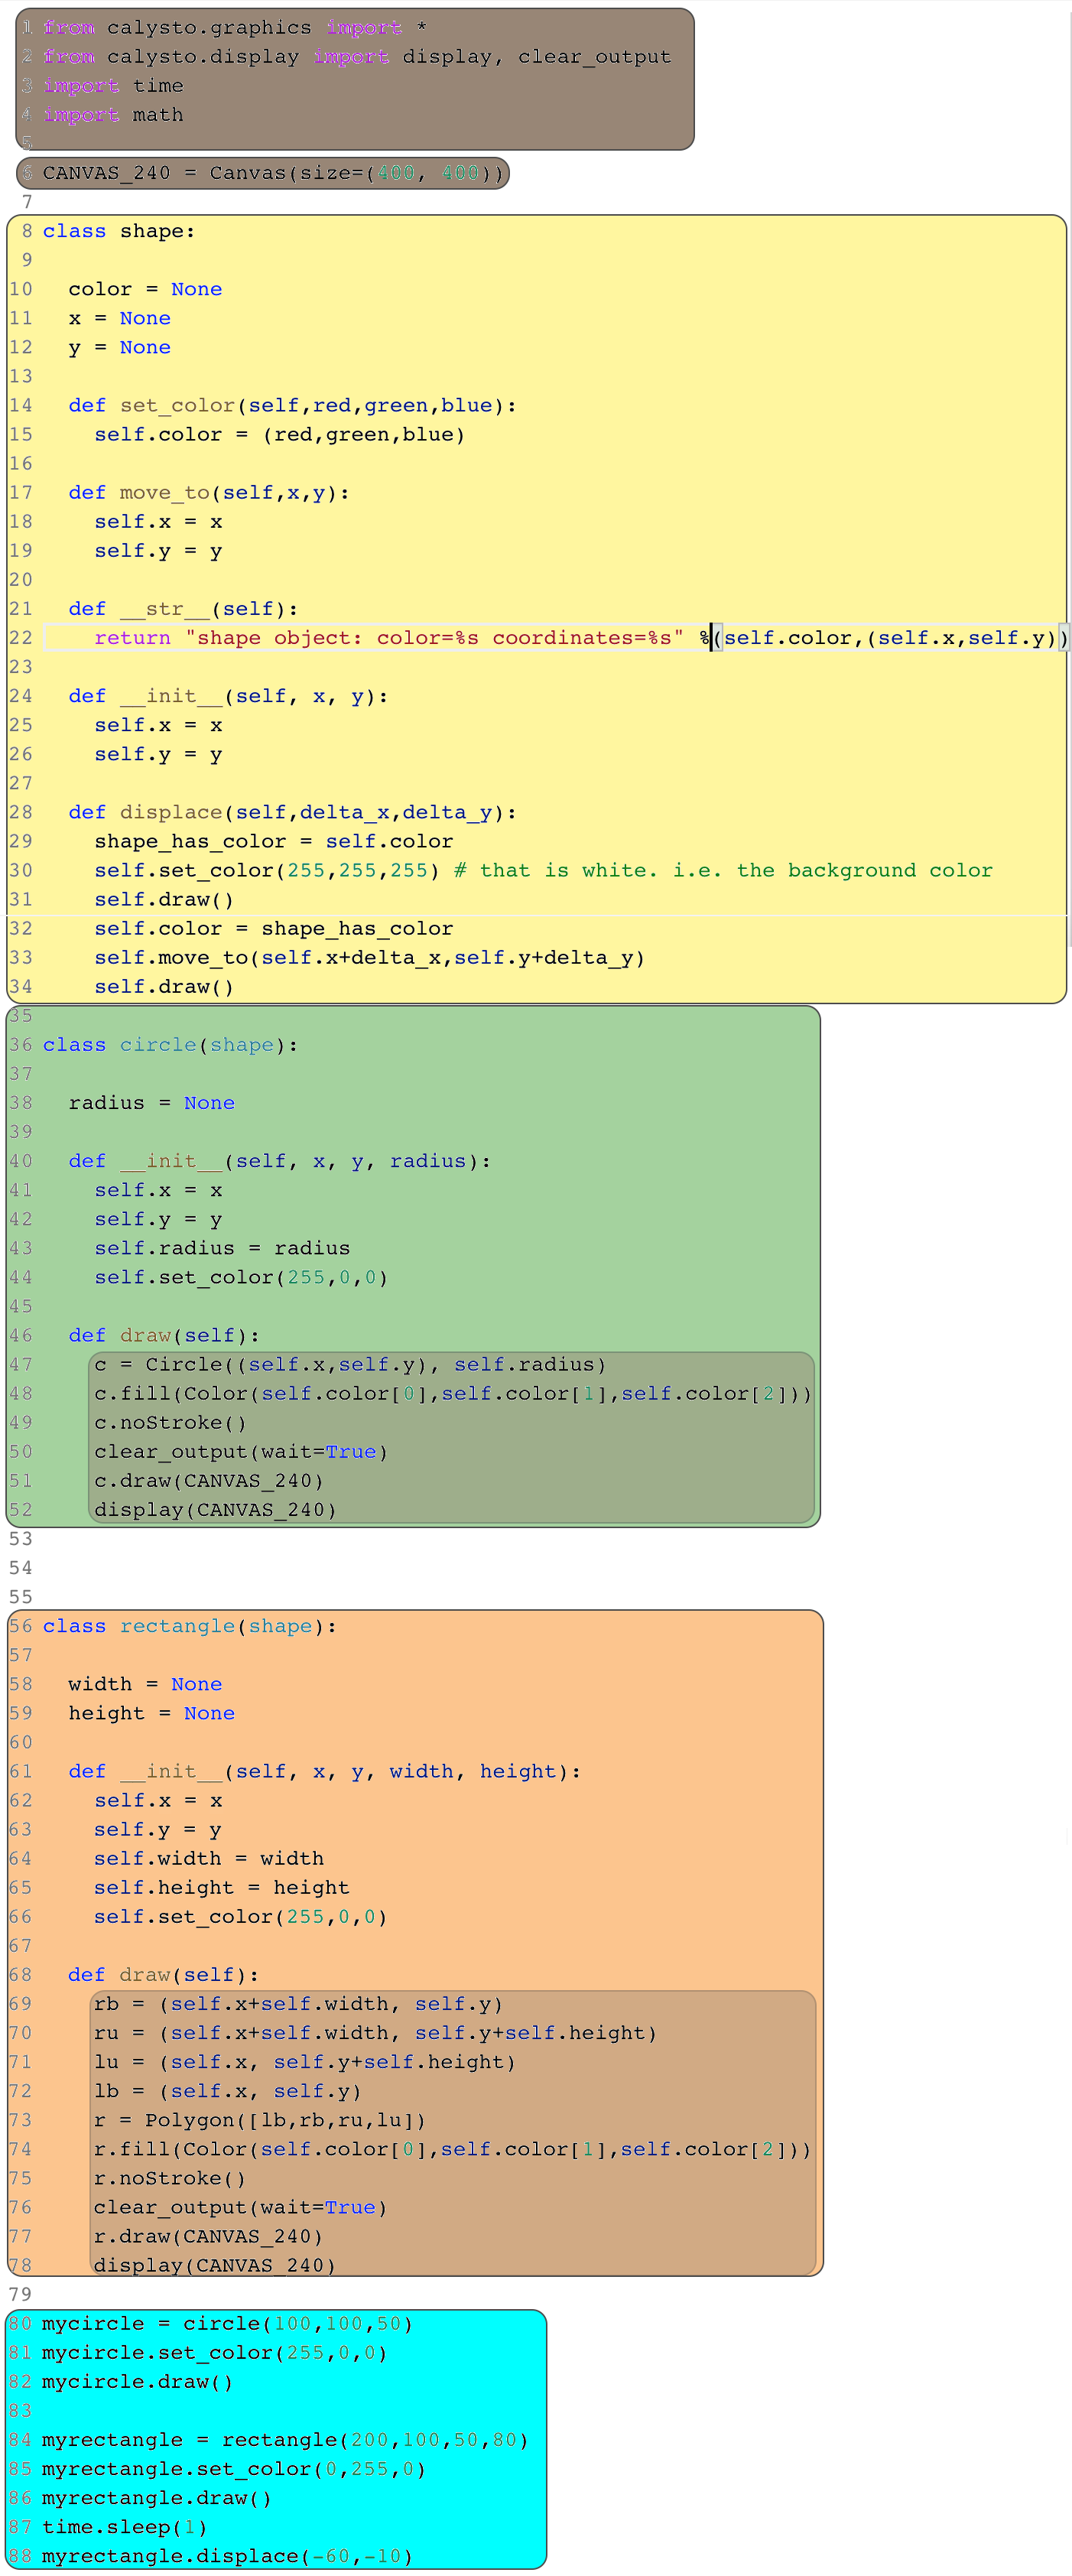 1 from calysto.graphics import *
2 from calysto.display import display, clear_output
3 import time
4 import math
5
6 CANVAS_240 = Canvas(size=(400, 400))
7
8 class shape:
9
10   color = None
11   x = None
12   y = None
13
14   def set_color(self,red,green,blue):
15     self.color = (red,green,blue)
16
17   def move_to(self,x,y):
18     self.x = x
19     self.y = y
20
21   def __str__(self):
22     return "shape object: color=%s coordinates=%s" %(self.color,(self.x,self.y))
23
24   def __init__(self, x, y):
25     self.x = x
26     self.y = y
27
28   def displace(self,delta_x,delta_y):
29     shape_has_color = self.color
30     self.set_color(255,255,255) # that is white. i.e. the background color
31     self.draw()
32     self.color = shape_has_color
33     self.move_to(self.x+delta_x,self.y+delta_y)
34     self.draw()
35
36 class circle(shape):
37
38   radius = None
39
40   def __init__(self, x, y, radius):
41     self.x = x
42     self.y = y
43     self.radius = radius
44     self.set_color(255,0,0)
45
46   def draw(self):
47     c = Circle((self.x,self.y), self.radius)
48     c.fill(Color(self.color[0],self.color[1],self.color[2]))
49     c.noStroke()
50     clear_output(wait=True)
51     c.draw(CANVAS_240)
52     display(CANVAS_240)
53
54
55
56 class rectangle(shape):
57
58   width = None
59   height = None
60
61   def __init__(self, x, y, width, height):
62     self.x = x
63     self.y = y
64     self.width = width
65     self.height = height
66     self.set_color(255,0,0)
67
68   def draw(self):
69     rb = (self.x+self.width, self.y)
70     ru = (self.x+self.width, self.y+self.height)
71     lu = (self.x, self.y+self.height)
72     lb = (self.x, self.y)
73     r = Polygon([lb,rb,ru,lu])
74     r.fill(Color(self.color[0],self.color[1],self.color[2]))
75     r.noStroke()
76     clear_output(wait=True)
77     r.draw(CANVAS_240)
78     display(CANVAS_240)
79
80 mycircle = circle(100,100,50)
81 mycircle.set_color(255,0,0)
82 mycircle.draw()
83
84 myrectangle = rectangle(200,100,50,80)
85 myrectangle.set_color(0,255,0)
86 myrectangle.draw()
87 time.sleep(1)
88 myrectangle.displace(-60,-10)